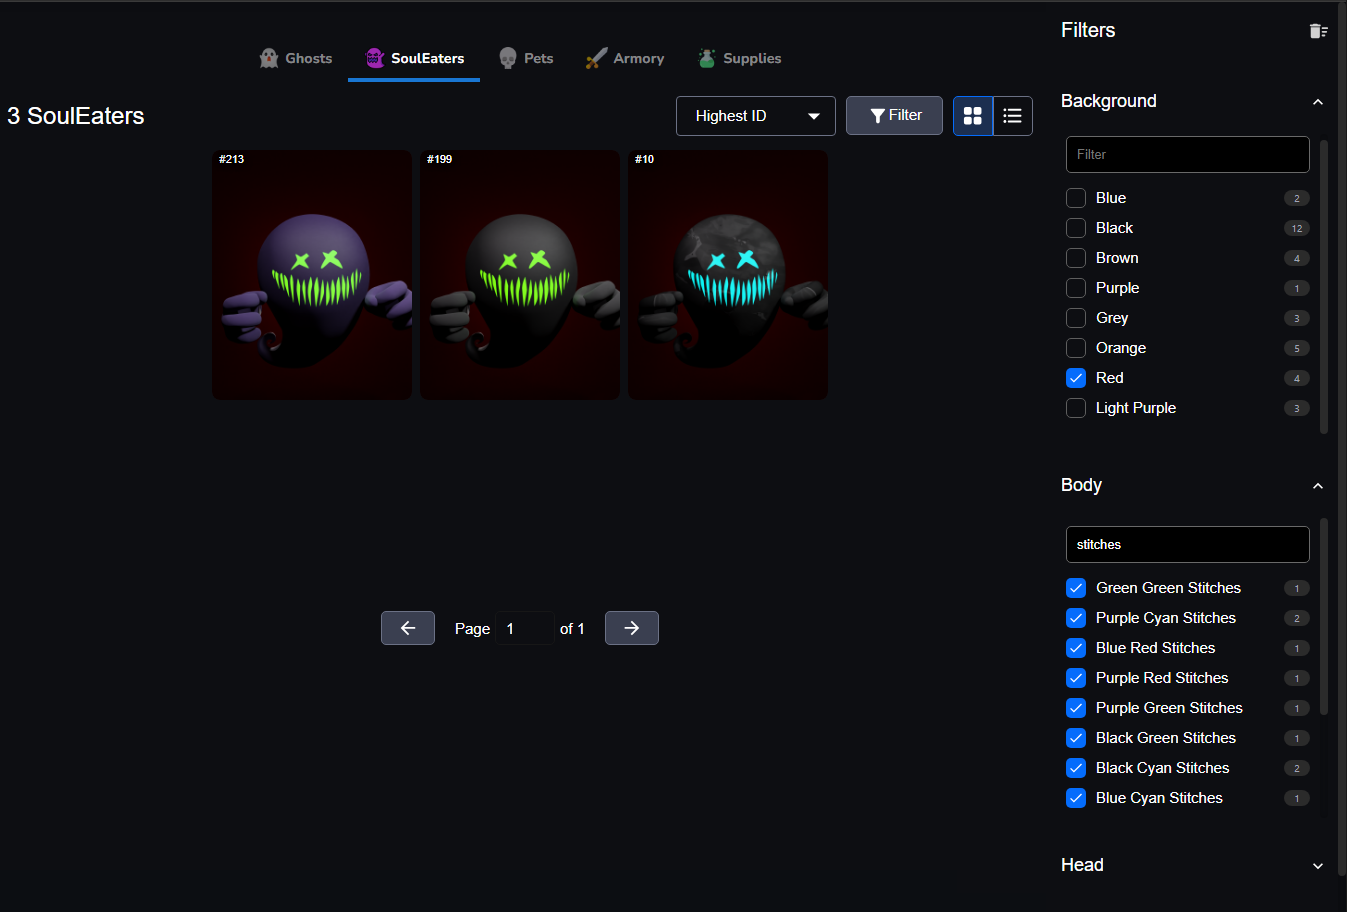 Ghosts
SoulEaters
Pets
Armory
Supplies
3 SoulEaters
Highest ID
Filter
#213
#199
#10
Page 1 of 1
Filters
Background
Filter
Blue 2
Black 12
Brown 4
Purple 1
Grey 3
Orange 5
Red 4
Light Purple 3
Body
stitches
Green Green Stitches 1
Purple Cyan Stitches 2
Blue Red Stitches 1
Purple Red Stitches 1
Purple Green Stitches 1
Black Green Stitches 1
Black Cyan Stitches 2
Blue Cyan Stitches 1
Head